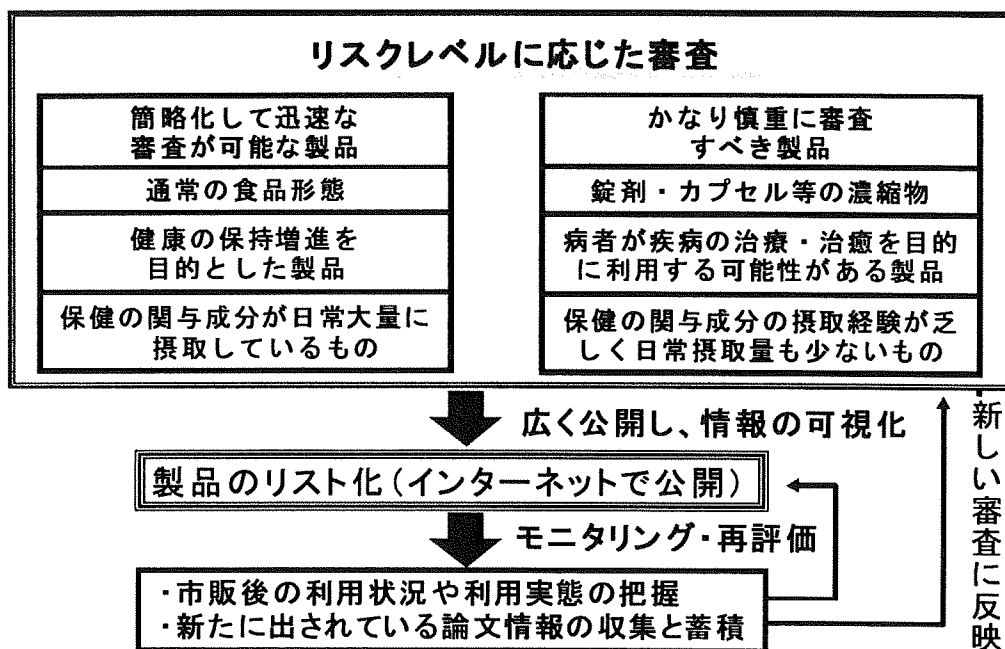 リスクレベルに応じた審査
簡略化して迅速な
審査が可能な製品
通常の食品形態
健康の保持増進を
目的とした製品
保健の関与成分が日常大量に
摂取しているもの
かなり慎重に審査
すべき製品
錠剤・カプセル等の濃縮物
病者が疾病の治療・治癒を目的
に利用する可能性がある製品
保健の関与成分の摂取経験が乏
しく日常摂取量も少ないもの
広く公開し、情報の可視化
製品のリスト化(インターネットで公開)
モニタリング・再評価
・市販後の利用状況や利用実態の把握
・新たに出されている論文情報の収集と蓄積
・新しい審査に反映